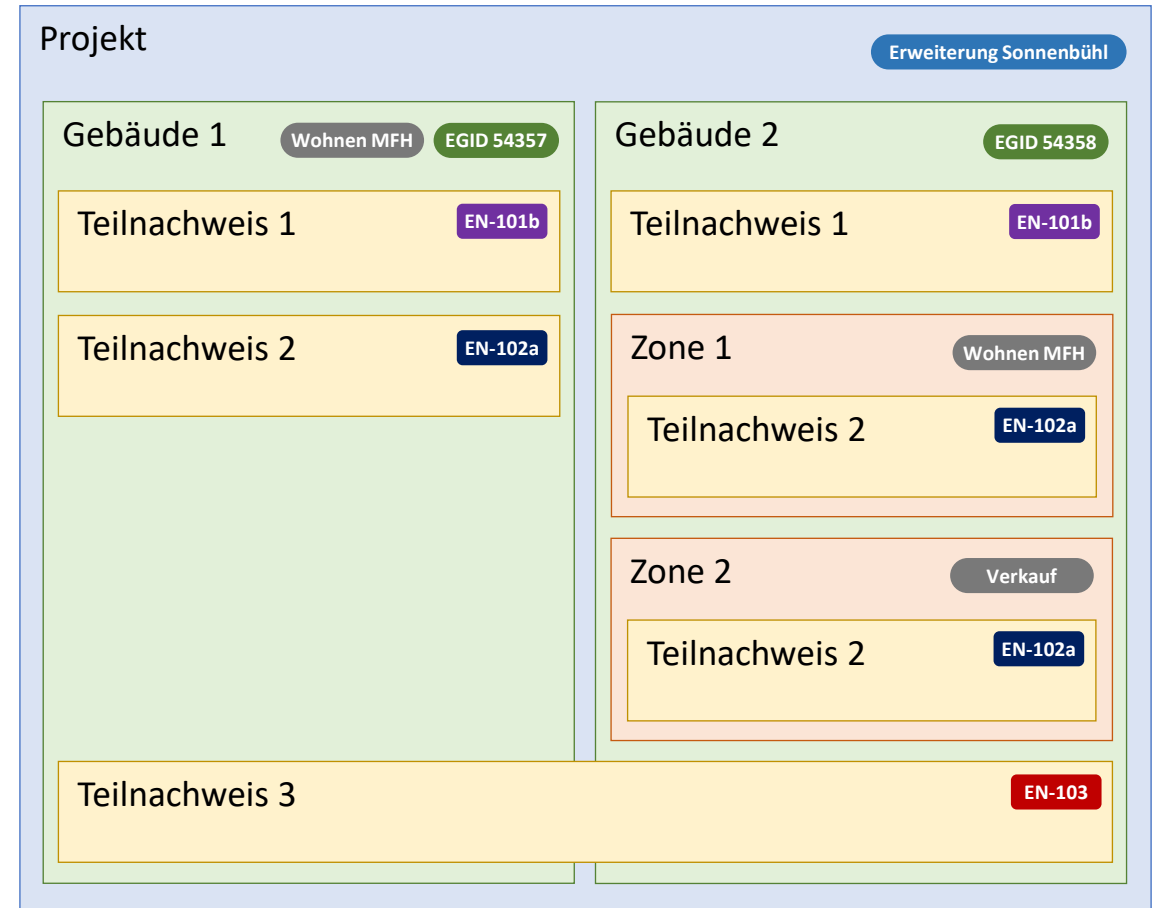 Projekt
Erweiterung Sonnenbühl
Gebäude 1
Wohnen MFH
EGID 54357
Teilnachweis 1
EN-101b
Teilnachweis 2
EN-102a
Gebäude 2
EGID 54358
Teilnachweis 1
EN-101b
Zone 1
Wohnen MFH
Teilnachweis 2
EN-102a
Zone 2
Verkauf
Teilnachweis 2
EN-102a
Teilnachweis 3
EN-103